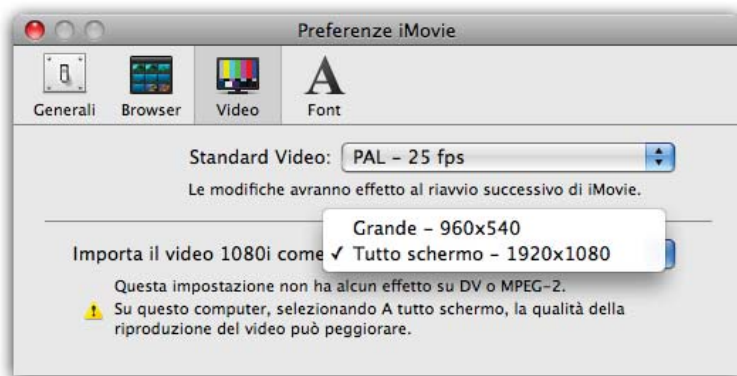 Preferenze iMovie
Generali Browser Video Font
Standard Video: PAL – 25 fps
Le modifiche avranno effetto al riavvio successivo di iMovie.
Grande – 960x540
Importa il video 1080i come ✓ Tutto schermo – 1920x1080
Questa impostazione non ha alcun effetto su DV o MPEG-2.
Su questo computer, selezionando A tutto schermo, la qualità della
riproduzione del video può peggiorare.